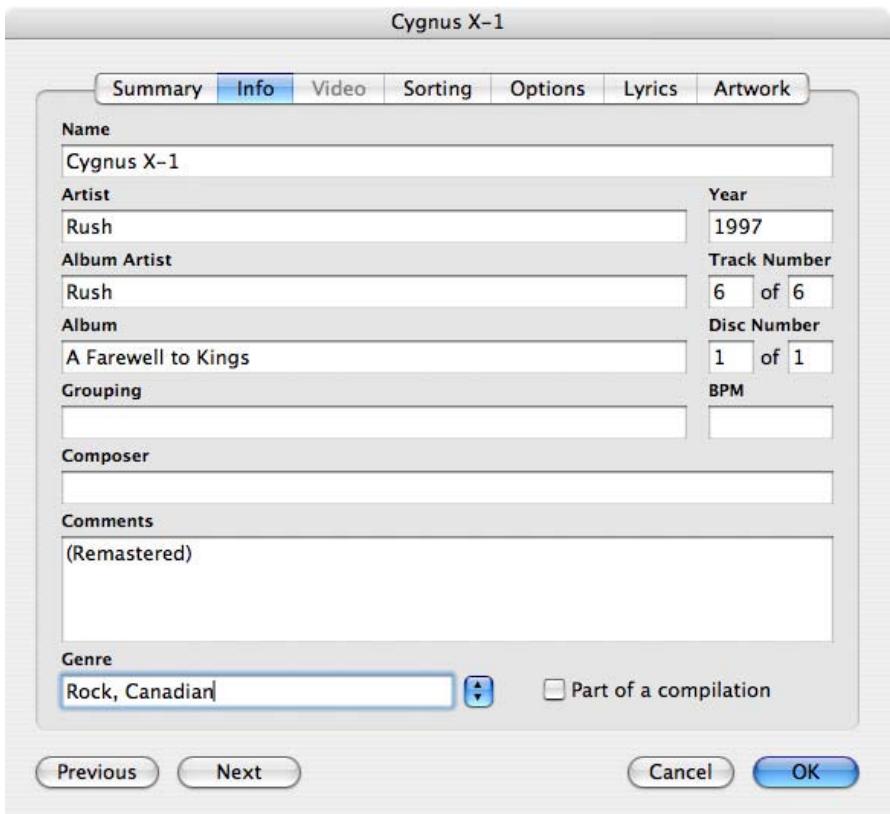 Cygnus X-1
Summary Info Video Sorting Options Lyrics Artwork
Name
Cygnus X-1
Artist Year
Rush 1997
Album Artist Track Number
Rush 6 of 6
Album Disc Number
A Farewell to Kings 1 of 1
Grouping BPM
Composer
Comments
(Remastered)
Genre
Rock, Canadian Part of a compilation
Previous Next Cancel OK